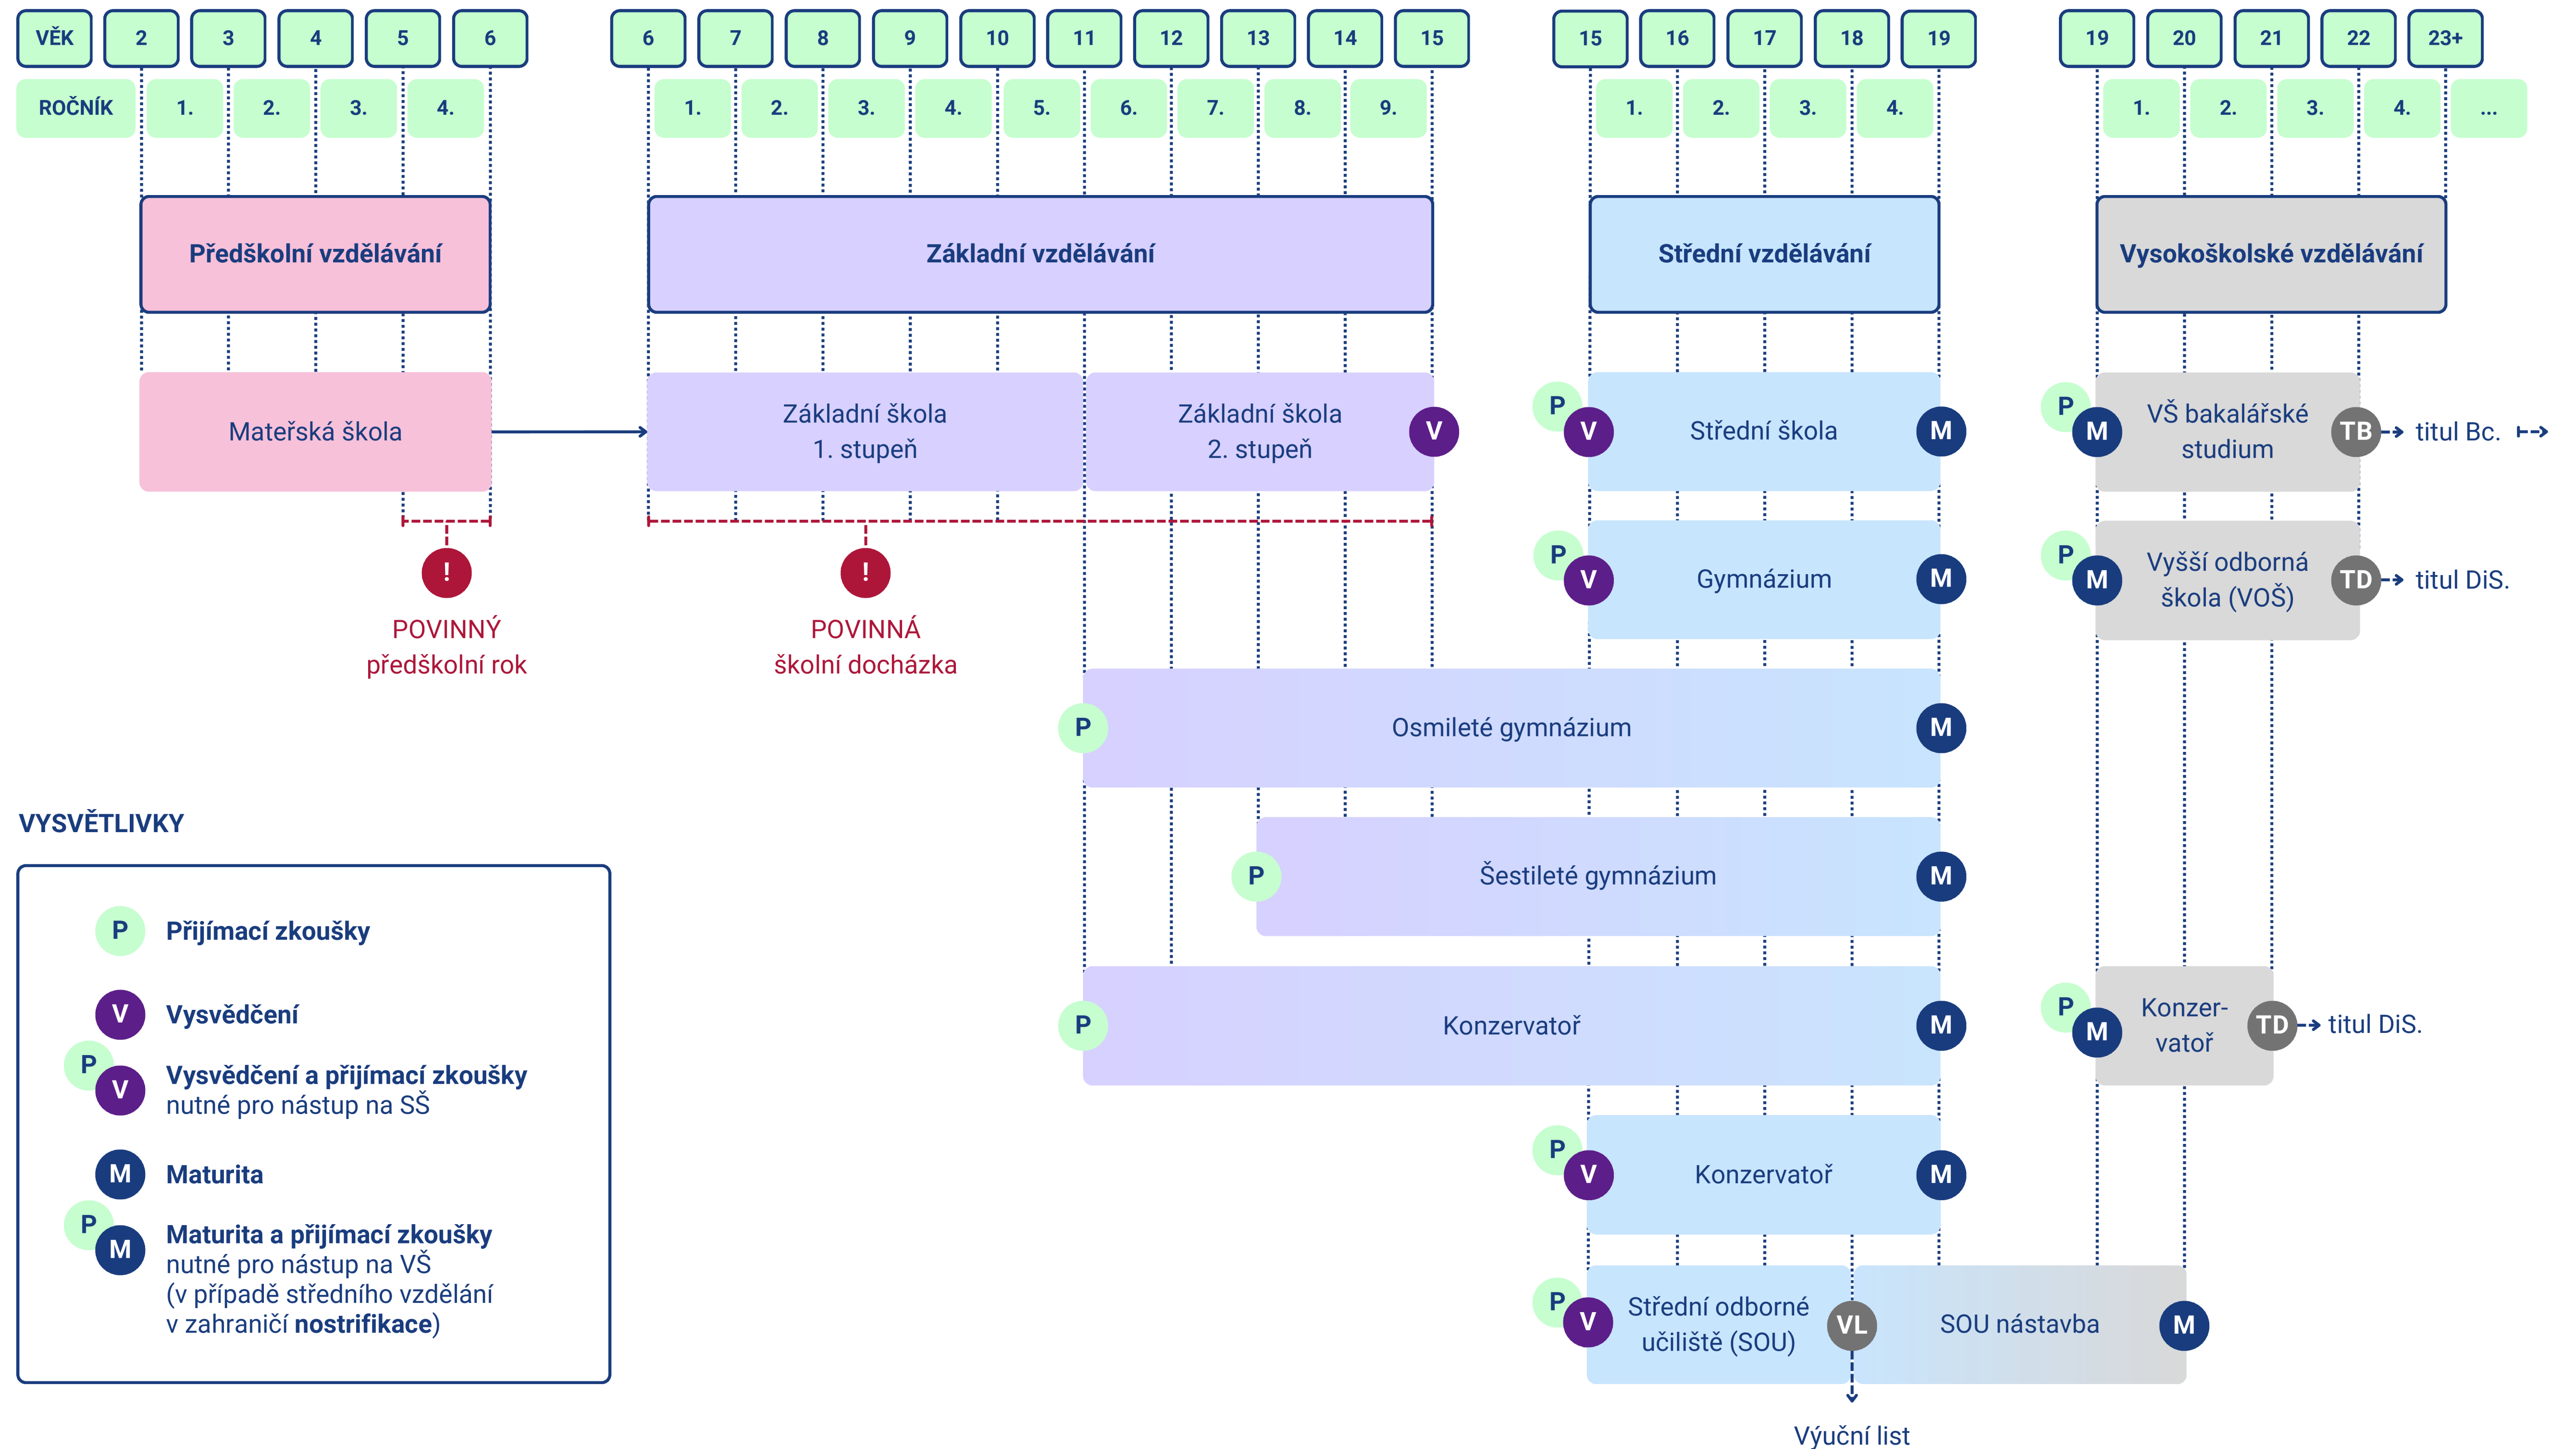 VĚK 2 3 4 5 6 6 7 8 9 10 11 12 13 14 15 15 16 17 18 19 19 20 21 22 23+
ROČNÍK 1. 2. 3. 4. 1. 2. 3. 4. 5. 6. 7. 8. 9. 1. 2. 3. 4. 1. 2. 3. 4. ...
Předškolní vzdělávání
Základní vzdělávání
Střední vzdělávání
Vysokoškolské vzdělávání
Mateřská škola
Základní škola
1. stupeň
Základní škola
2. stupeň
V
P
V
Střední škola
M
P
M
VŠ bakalářské
studium
TB
titul Bc.
!
POVINNÝ
předškolní rok
!
POVINNÁ
školní docházka
P
V
Gymnázium
M
P
M
Vyšší odborná
škola (VOŠ)
TD
titul DiS.
P
Osmileté gymnázium
M
P
Šestileté gymnázium
M
P
Konzervatoř
M
P
M
Konzer-
vatoř
TD
titul DiS.
P
V
Konzervatoř
M
P
V
Střední odborné
učiliště (SOU)
VL
SOU nástavba
M
Výuční list
VYSVĚTLIVKY
P
Přijímací zkoušky
V
Vysvědčení
P
V
Vysvědčení a přijímací zkoušky
nutné pro nástup na SŠ
M
Maturita
P
M
Maturita a přijímací zkoušky
nutné pro nástup na VŠ
(v případě středního vzdělání
v zahraničí nostrifikace)